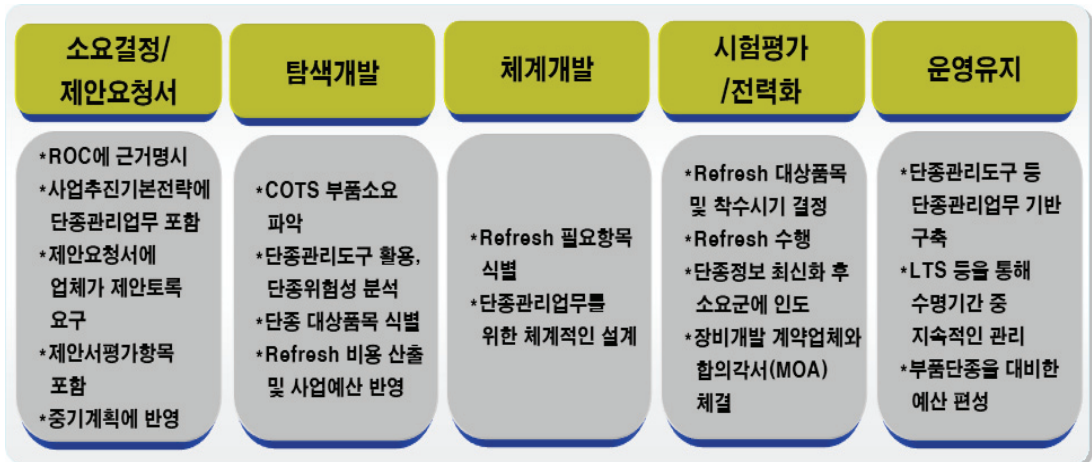 소요결정/
제안요청서
*ROC에 근거명시
*사업추진기본전략에
단종관리업무 포함
*제안요청서에
업체가 제안토록
요구
*제안서평가항목
포함
*중기계획에 반영
탐색개발
*COTS 부품소요
파악
*단종관리도구 활용,
단종위험성 분석
*단종 대상품목 식별
*Refresh 비용 산출
및 사업예산 반영
체계개발
*Refresh 필요항목
식별
*단종관리업무를
위한 체계적인 설계
시험평가
/전력화
*Refresh 대상품목
및 착수시기 결정
*Refresh 수행
*단종정보 최신화 후
소요군에 인도
*장비개발 계약업체와
합의각서(MOA)
체결
운영유지
*단종관리도구 등
단종관리업무 기반
구축
*LTS 등을 통해
수명기간 중
지속적인 관리
*부품단종을 대비한
예산 편성